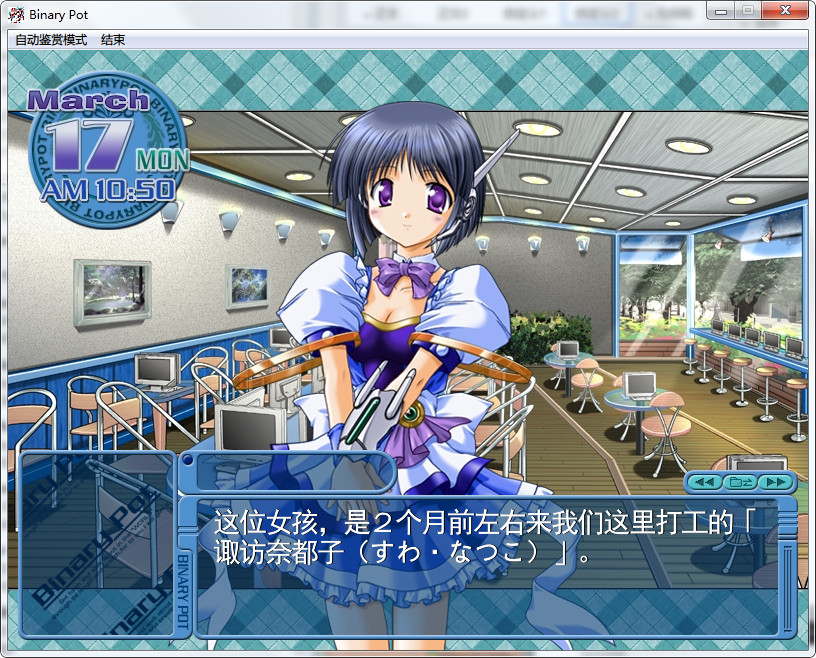 Binary Pot
自动鉴赏模式 结束
March
17 MON
AM 10:50
这位女孩，是２个月前左右来我们这里打工的「
诹访奈都子（すわ・なつこ）」。
BINARY POT
Binary Pot